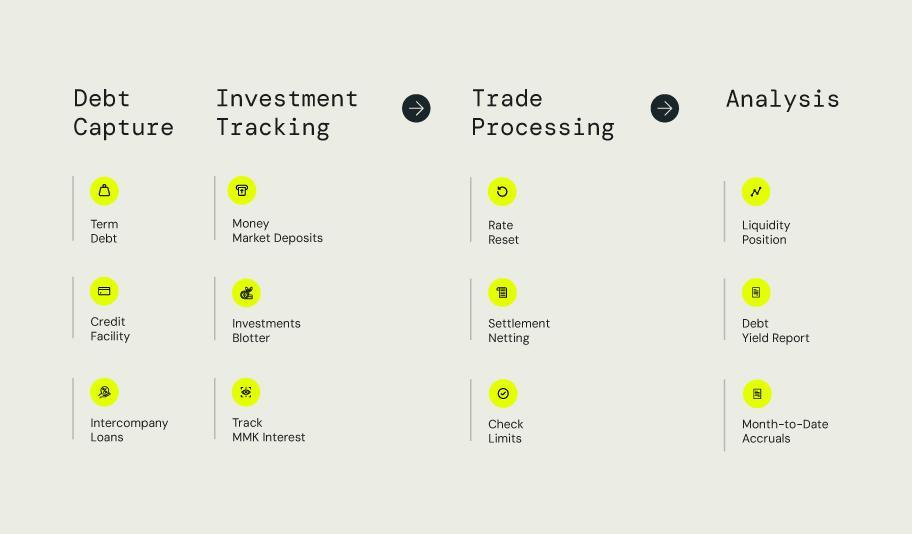 Debt
Capture
Term
Debt
Credit
Facility
Intercompany
Loans
Investment
Tracking
Money
Market Deposits
Investments
Blotter
Track
MMK Interest
Trade
Processing
Rate
Reset
Settlement
Netting
Check
Limits
Analysis
Liquidity
Position
Debt
Yield Report
Month-to-Date
Accruals